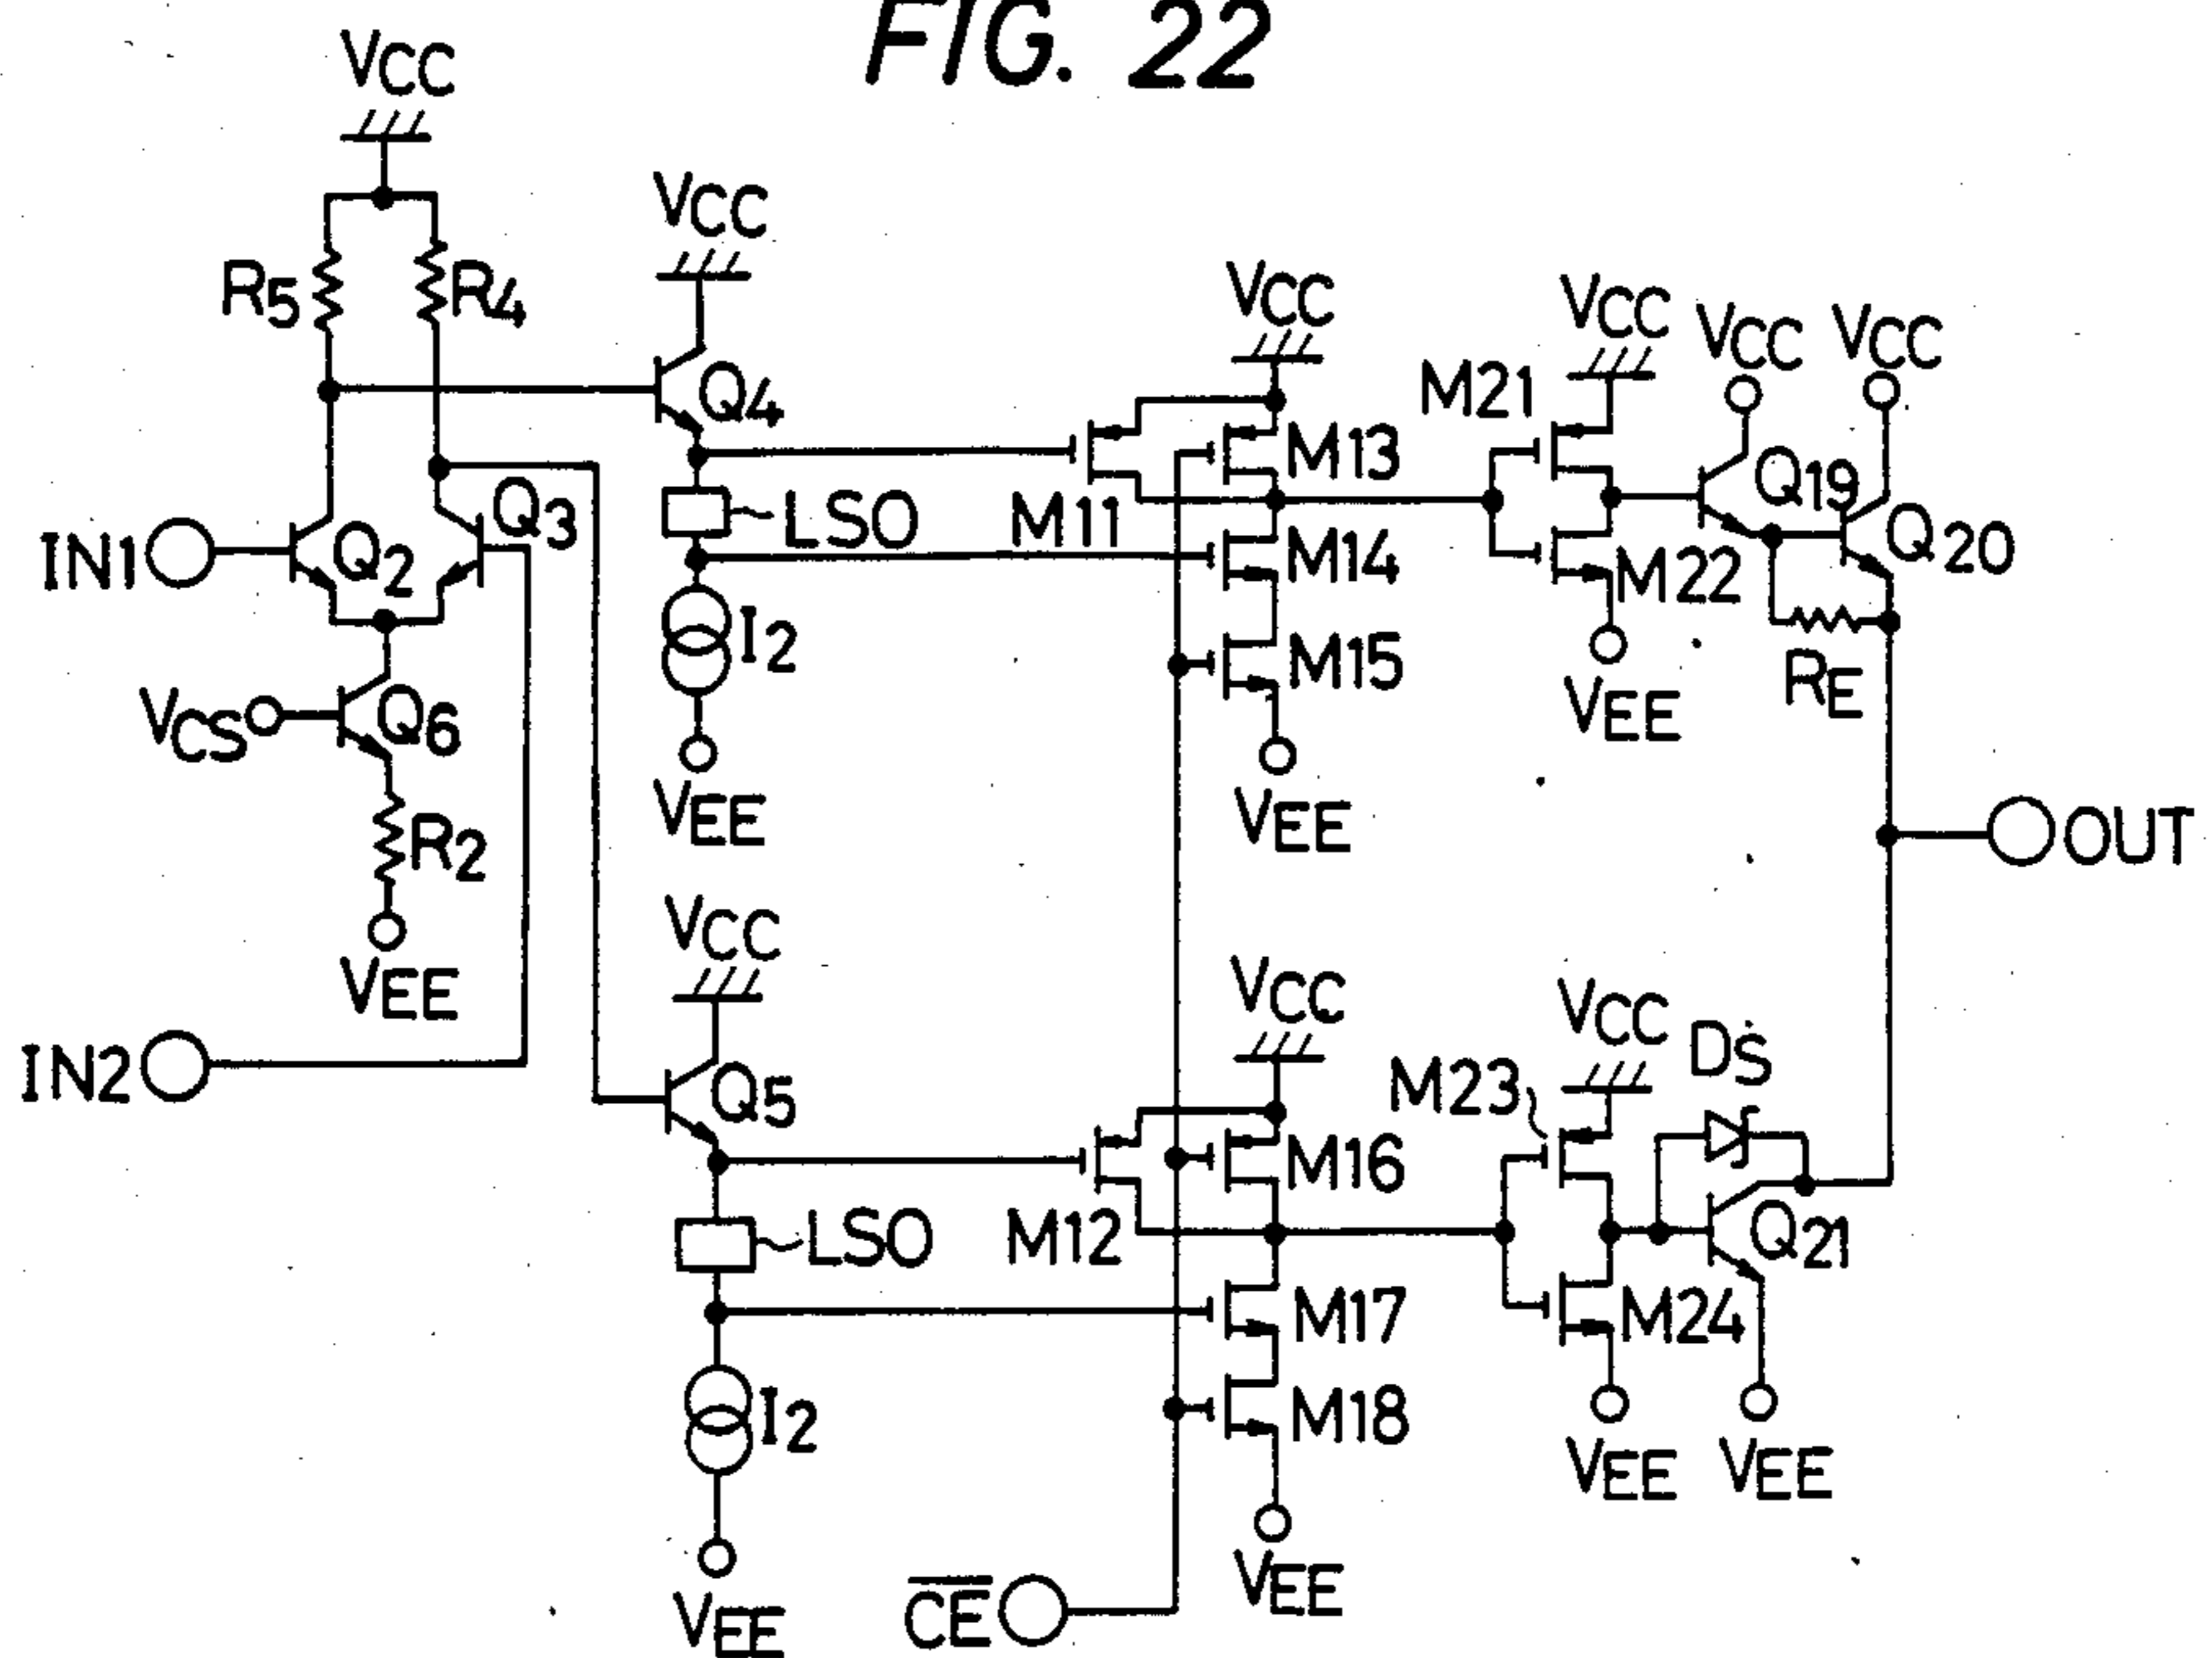 FIG. 22
VCC
R5
R4
VCC
Q4
IN1
Q2
Q3
LSO
I2
VCS
Q6
R2
VEE
VEE
VCC
M11
M13
M14
M15
VEE
VCC
M21
M22
VEE
VCC
VCC
Q19
Q20
RE
OUT
IN2
VCC
Q5
LSO
I2
VEE
VCC
M12
M16
M17
M18
VEE
VCC
M23
DS
Q21
M24
VEE
VEE
C̅E̅